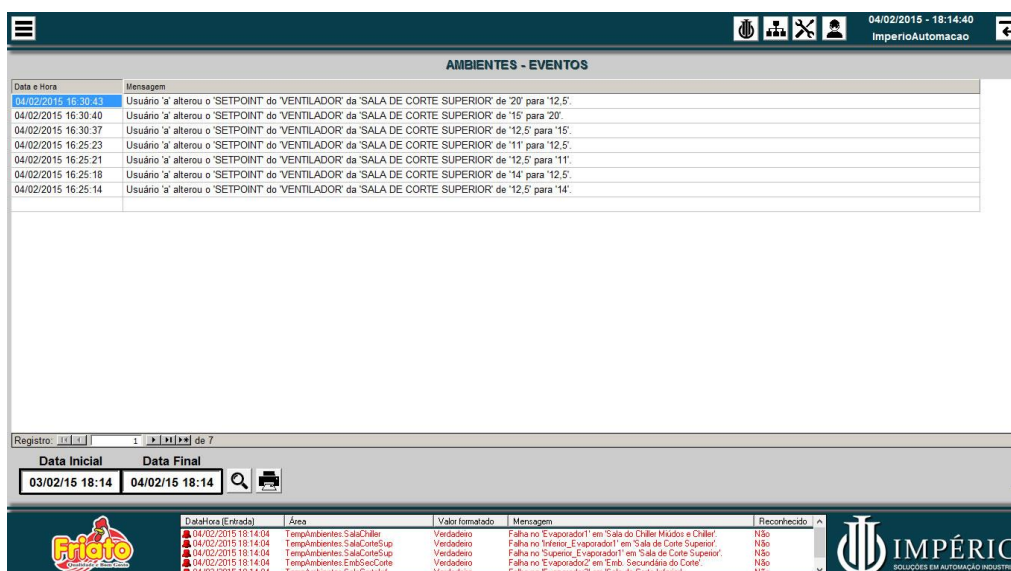 04/02/2015 - 18:14:40
ImperioAutomacao
AMBIENTES - EVENTOS
Data e Hora Mensagem
04/02/2015 16:30:43 Usuário 'a' alterou o 'SETPOINT' do 'VENTILADOR' da 'SALA DE CORTE SUPERIOR' de '20' para '12,5'.
04/02/2015 16:30:40 Usuário 'a' alterou o 'SETPOINT' do 'VENTILADOR' da 'SALA DE CORTE SUPERIOR' de '15' para '20'.
04/02/2015 16:30:37 Usuário 'a' alterou o 'SETPOINT' do 'VENTILADOR' da 'SALA DE CORTE SUPERIOR' de '12,5' para '15'.
04/02/2015 16:25:23 Usuário 'a' alterou o 'SETPOINT' do 'VENTILADOR' da 'SALA DE CORTE SUPERIOR' de '11' para '12,5'.
04/02/2015 16:25:21 Usuário 'a' alterou o 'SETPOINT' do 'VENTILADOR' da 'SALA DE CORTE SUPERIOR' de '12,5' para '11'.
04/02/2015 16:25:18 Usuário 'a' alterou o 'SETPOINT' do 'VENTILADOR' da 'SALA DE CORTE SUPERIOR' de '14' para '12,5'.
04/02/2015 16:25:14 Usuário 'a' alterou o 'SETPOINT' do 'VENTILADOR' da 'SALA DE CORTE SUPERIOR' de '12,5' para '14'.
Registro: 1 de 7
Data Inicial Data Final
03/02/15 18:14 04/02/15 18:14
DataHora (Entrada) Área Valor formatado Mensagem Reconhecido
04/02/2015 18:14:04 TempAmbientes.SalaChiller Verdadeiro Falha no 'Evaporador1' em 'Sala do Chiller Miúdos e Chiller'. Não
04/02/2015 18:14:04 TempAmbientes.SalaCorteSup Verdadeiro Falha no 'Inferior_Evaporador1' em 'Sala de Corte Superior'. Não
04/02/2015 18:14:04 TempAmbientes.SalaCorteSup Verdadeiro Falha no 'Superior_Evaporador1' em 'Sala de Corte Superior'. Não
04/02/2015 18:14:04 TempAmbientes.EmbSecCorte Verdadeiro Falha no 'Evaporador2' em 'Emb. Secundária do Corte'. Não
Friato
Qualidade e Bom Gosto
IMPÉRIO
SOLUÇÕES EM AUTOMAÇÃO